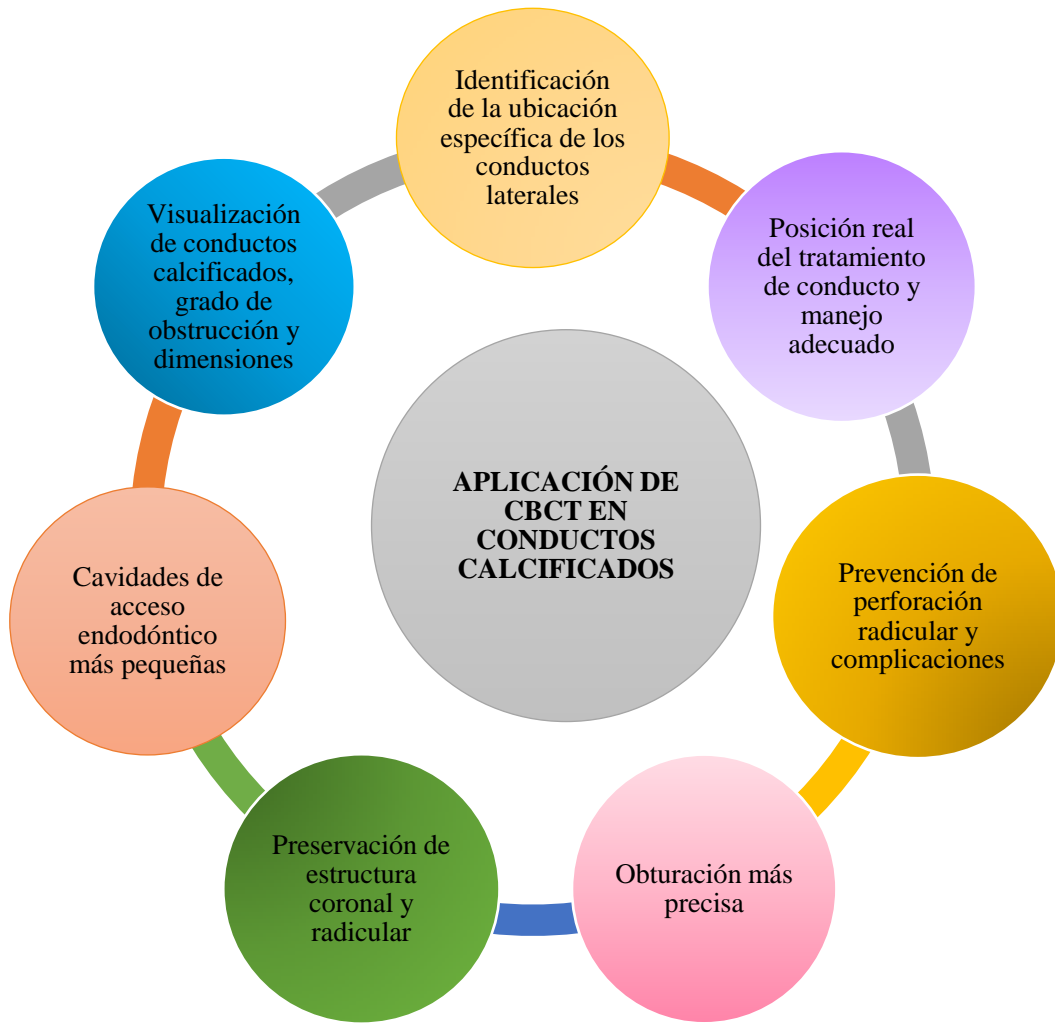 Identificación
de la ubicación
específica de los
conductos
laterales
Posición real
del tratamiento
de conducto y
manejo
adecuado
Prevención de
perforación
radicular y
complicaciones
Obturación más
precisa
Preservación de
estructura
coronal y
radicular
Cavidades de
acceso
endodóntico
más pequeñas
Visualización
de conductos
calcificados,
grado de
obstrucción y
dimensiones
APLICACIÓN DE
CBCT EN
CONDUCTOS
CALCIFICADOS